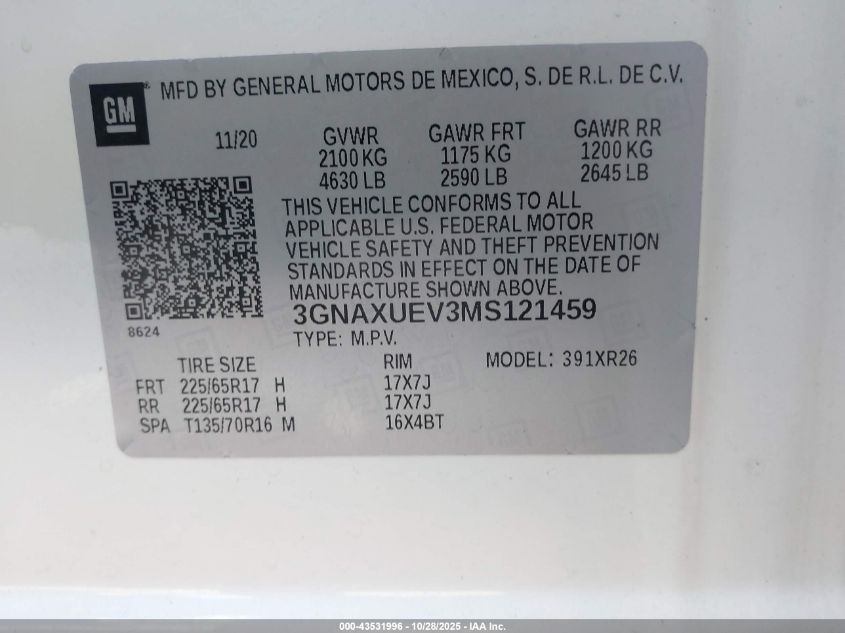 GM
MFD BY GENERAL MOTORS DE MEXICO, S. DE R.L. DE C.V.
11/20 GVWR GAWR FRT GAWR RR
2100 KG 1175 KG 1200 KG
4630 LB 2590 LB 2645 LB
THIS VEHICLE CONFORMS TO ALL
APPLICABLE U.S. FEDERAL MOTOR
VEHICLE SAFETY AND THEFT PREVENTION
STANDARDS IN EFFECT ON THE DATE OF
MANUFACTURE SHOWN ABOVE.
3GNAXUEV3MS121459
8624
TYPE: M.P.V.
TIRE SIZE RIM MODEL: 391XR26
FRT 225/65R17 H 17X7J
RR 225/65R17 H 17X7J
SPA T135/70R16 M 16X4BT
000-43531996 - 10/28/2025 - IAA Inc.